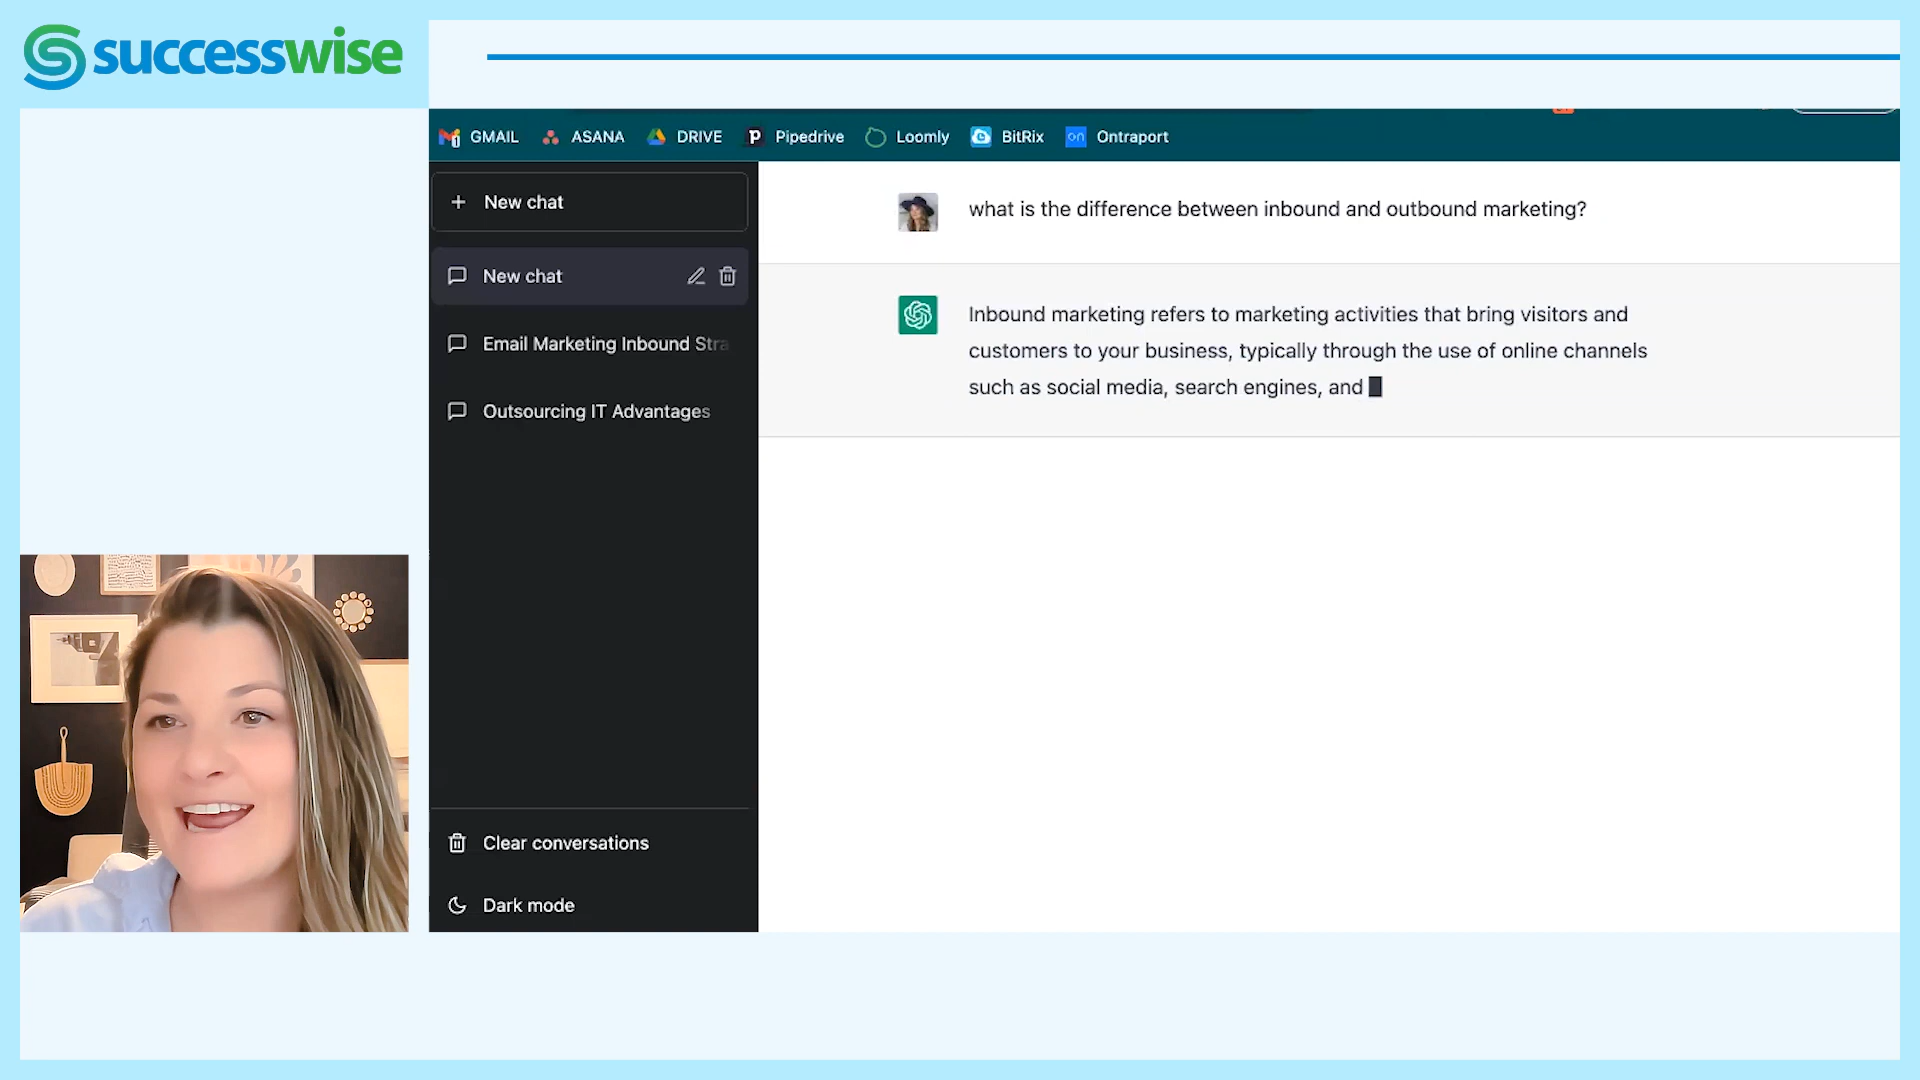 successwise
GMAIL ASANA DRIVE Pipedrive Loomly BitRix Ontraport
New chat
New chat
Email Marketing Inbound Stra
Outsourcing IT Advantages
Clear conversations
Dark mode
what is the difference between inbound and outbound marketing?
Inbound marketing refers to marketing activities that bring visitors and
customers to your business, typically through the use of online channels
such as social media, search engines, and